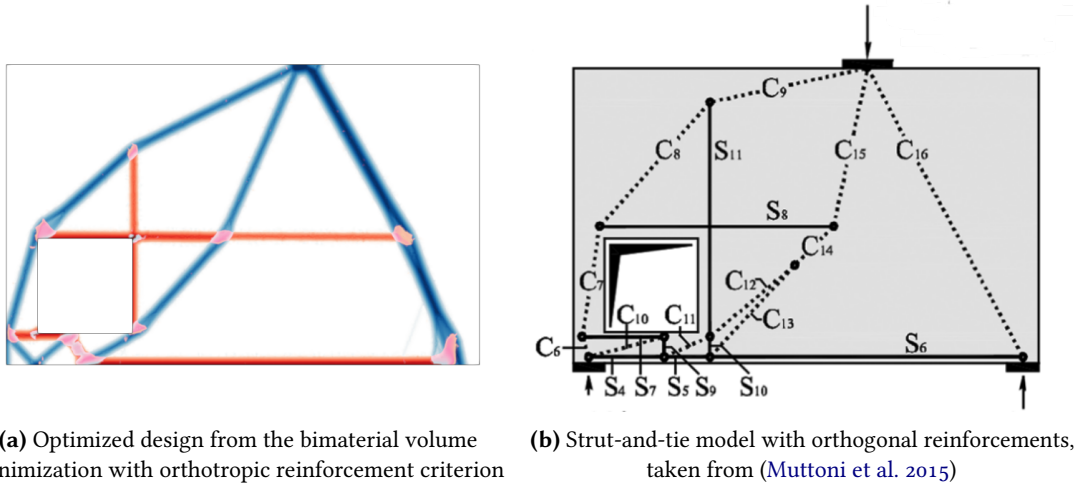 C9
C8
S11
C15
C16
S8
C14
C7
C12
C10
C11
C13
C6
S6
S4
S7
S5
S9
S10
(a) Optimized design from the bimaterial volume
nimization with orthotropic reinforcement criterion
(b) Strut-and-tie model with orthogonal reinforcements,
taken from (Muttoni et al. 2015)